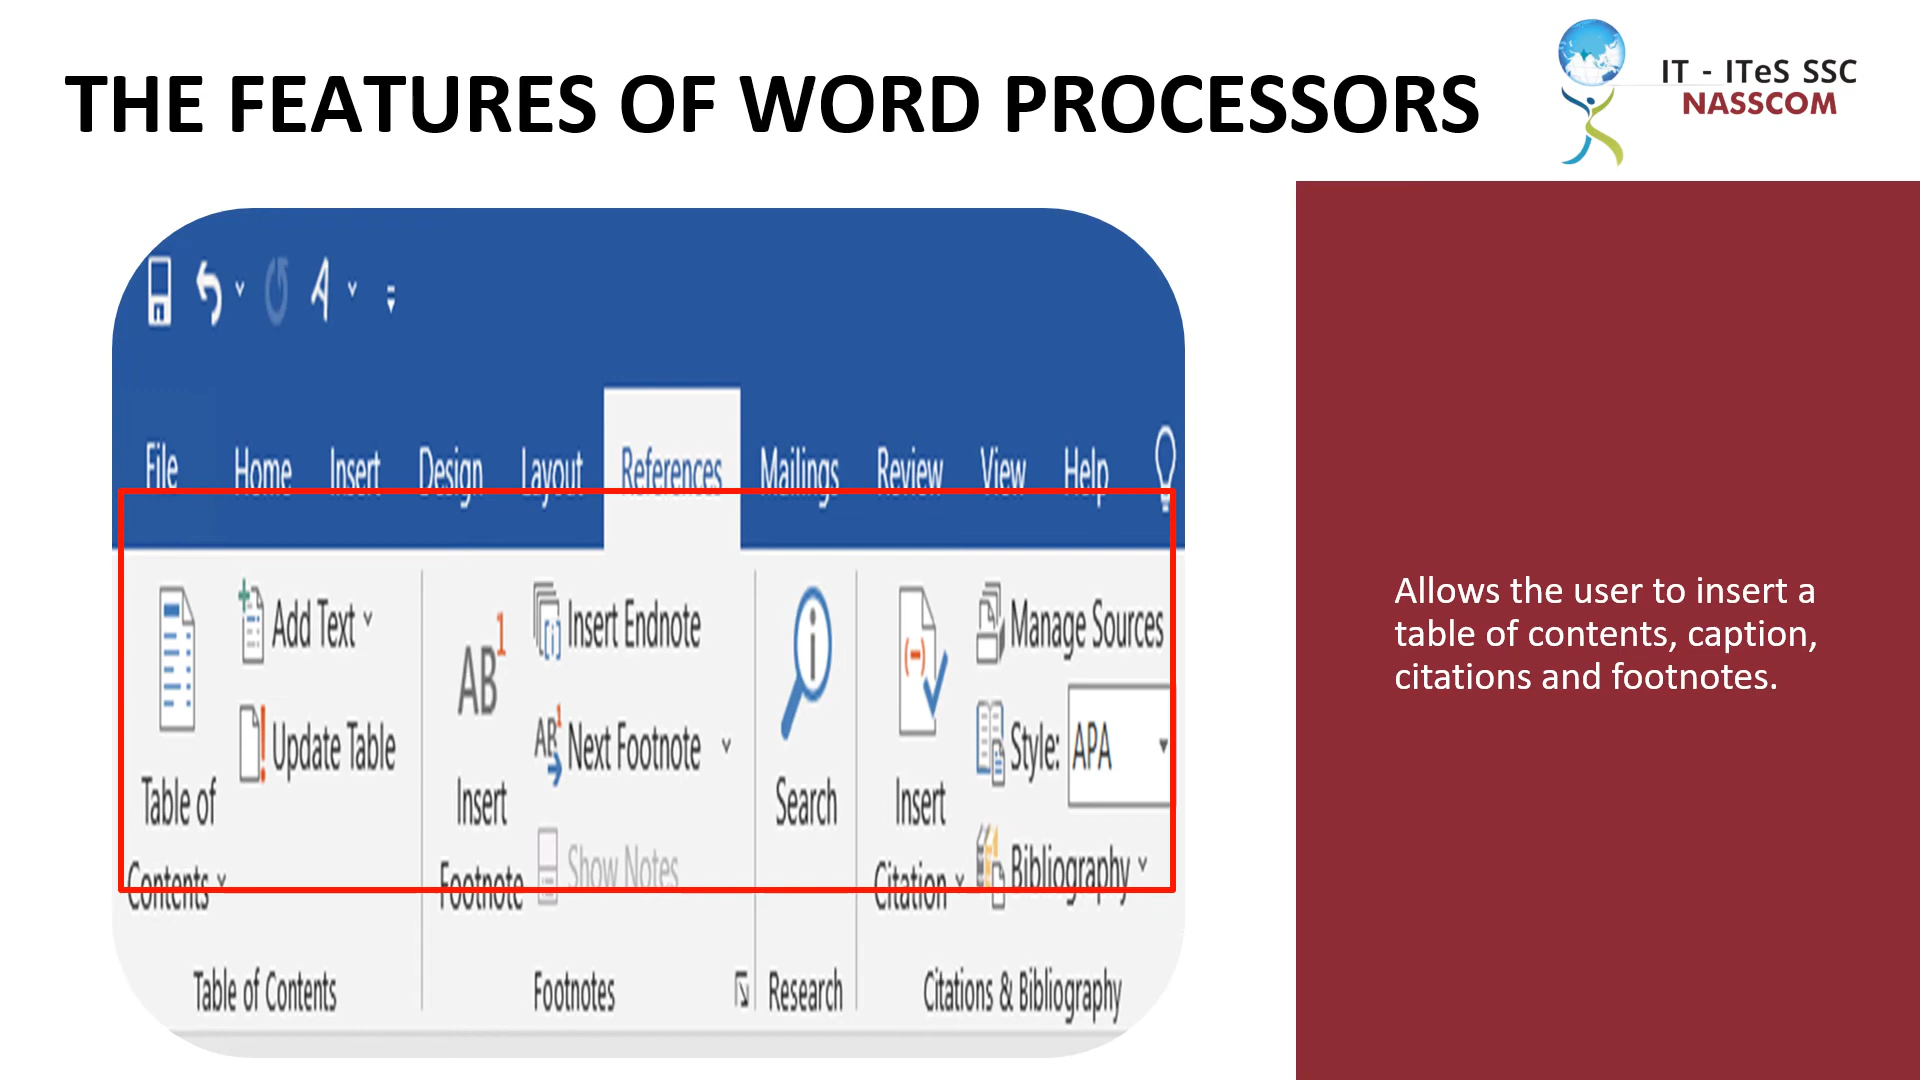 THE FEATURES OF WORD PROCESSORS
IT - ITeS SSC
NASSCOM
File Home Insert Design Layout References Mailings Review View Help
Table of
Contents
Add Text
Update Table
Table of Contents
AB1
Insert
Footnote
Insert Endnote
Next Footnote
Show Notes
Footnotes
Search
Research
Insert
Citation
Manage Sources
Style: APA
Bibliography
Citations & Bibliography
Allows the user to insert a
table of contents, caption,
citations and footnotes.